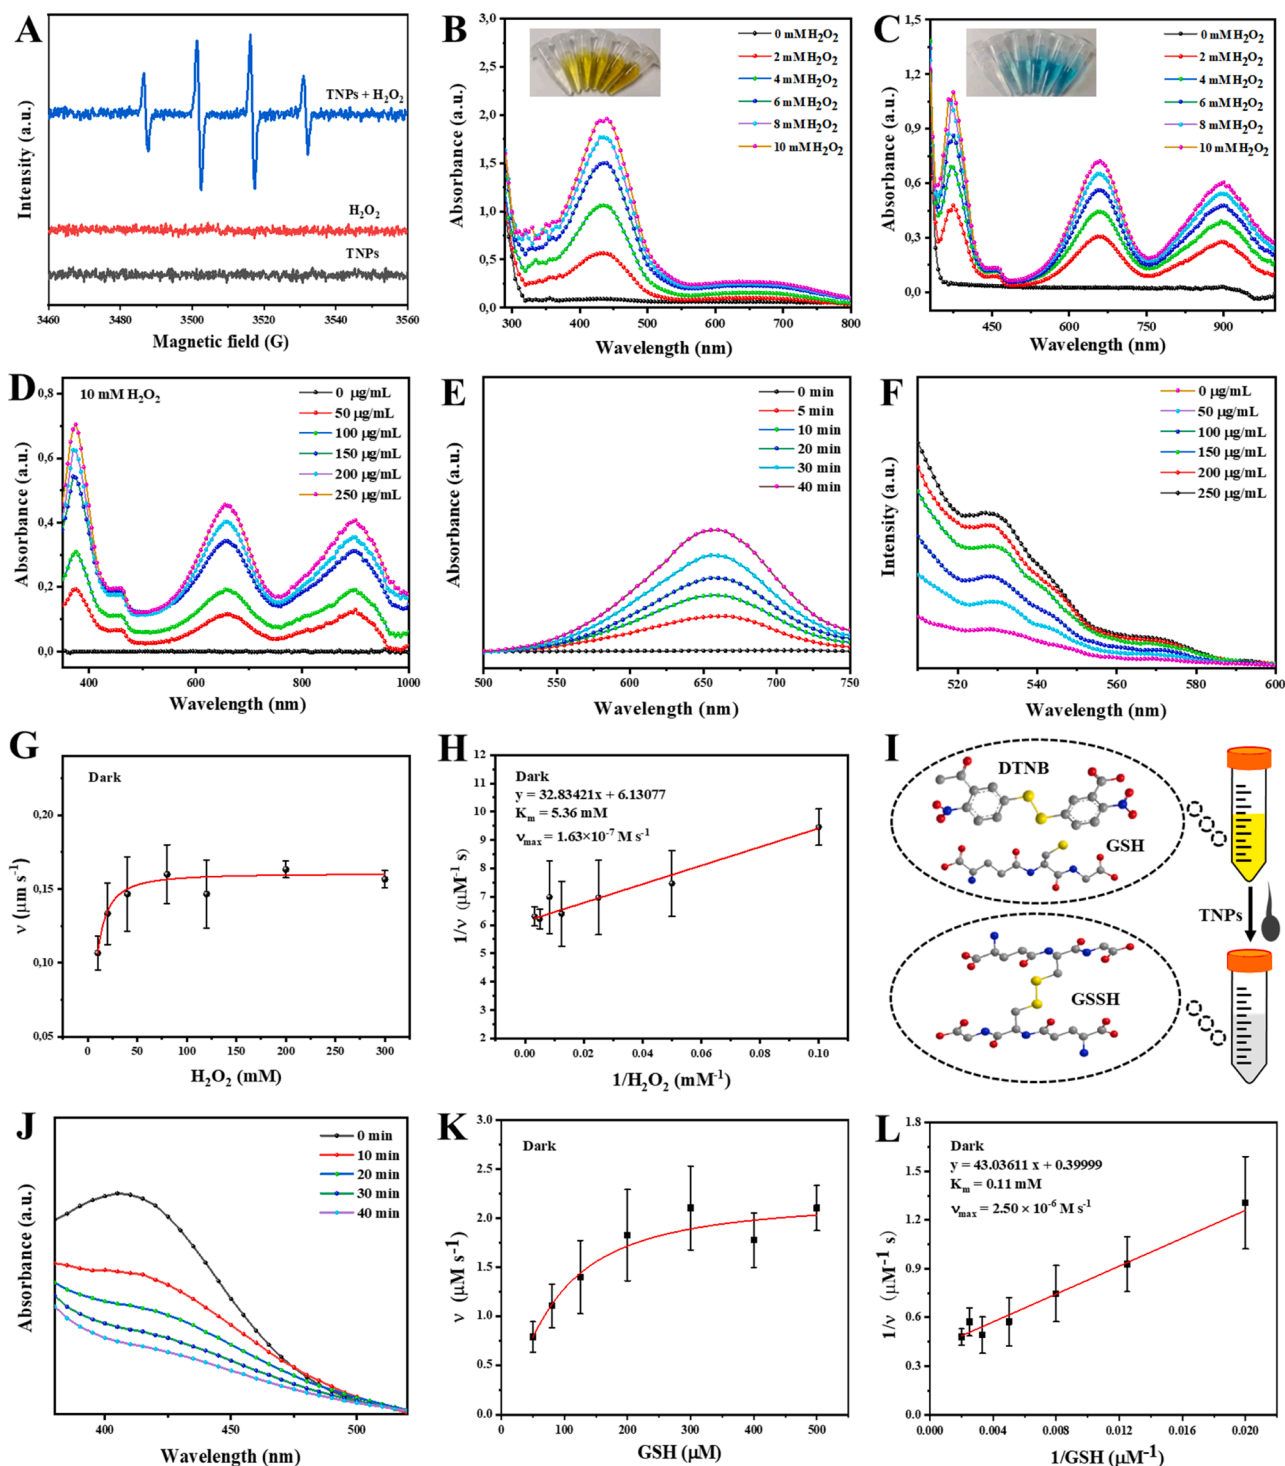 A
TNPs + H2O2
H2O2
TNPs
Intensity (a.u.)
3460 3480 3500 3520 3540 3560
Magnetic field (G)
B
0 mM H2O2
2 mM H2O2
4 mM H2O2
6 mM H2O2
8 mM H2O2
10 mM H2O2
Absorbance (a.u.)
3,0
2,5
2,0
1,5
1,0
0,5
0,0
300 400 500 600 700 800
Wavelength (nm)
C
0 mM H2O2
2 mM H2O2
4 mM H2O2
6 mM H2O2
8 mM H2O2
10 mM H2O2
Absorbance (a.u.)
1,5
1,2
0,9
0,6
0,3
0,0
450 600 750 900
Wavelength (nm)
D
10 mM H2O2
0 µg/mL
50 µg/mL
100 µg/mL
150 µg/mL
200 µg/mL
250 µg/mL
Absorbance (a.u.)
0,8
0,6
0,4
0,2
0,0
400 600 800 1000
Wavelength (nm)
E
0 min
5 min
10 min
20 min
30 min
40 min
Absorbance (a.u.)
500 550 600 650 700 750
Wavelength (nm)
F
0 µg/mL
50 µg/mL
100 µg/mL
150 µg/mL
200 µg/mL
250 µg/mL
Intensity (a.u.)
520 540 560 580 600
Wavelength (nm)
G
Dark
ν (µm s-1)
0,20
0,15
0,10
0,05
0 50 100 150 200 250 300
H2O2 (mM)
H
Dark
y = 32.83421x + 6.13077
Km = 5.36 mM
νmax = 1.63×10-7 M s-1
1/ν (µM-1 s)
12
11
10
9
8
7
6
5
4
3
2
0.00 0.02 0.04 0.06 0.08 0.10
1/H2O2 (mM-1)
I
DTNB
GSH
TNPs
GSSH
J
0 min
10 min
20 min
30 min
40 min
Absorbance (a.u.)
400 450 500
Wavelength (nm)
K
Dark
ν (µM s-1)
3.0
2.5
2.0
1.5
1.0
0.5
0.0
0 100 200 300 400 500
GSH (µM)
L
Dark
y = 43.03611 x + 0.39999
Km = 0.11 mM
νmax = 2.50 × 10-6 M s-1
1/ν (µM-1 s)
1.8
1.5
1.2
0.9
0.6
0.3
0.0
0.000 0.004 0.008 0.012 0.016 0.020
1/GSH (µM-1)